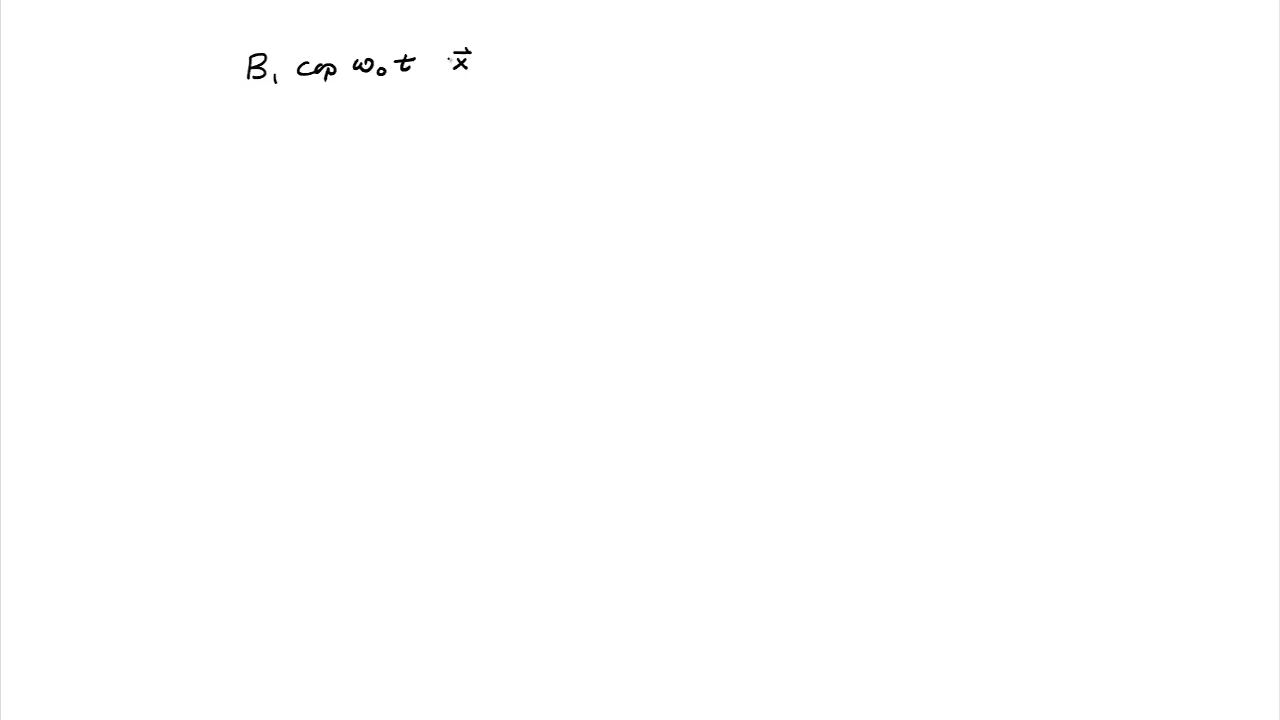 B₁ cos ω₀t x⃗